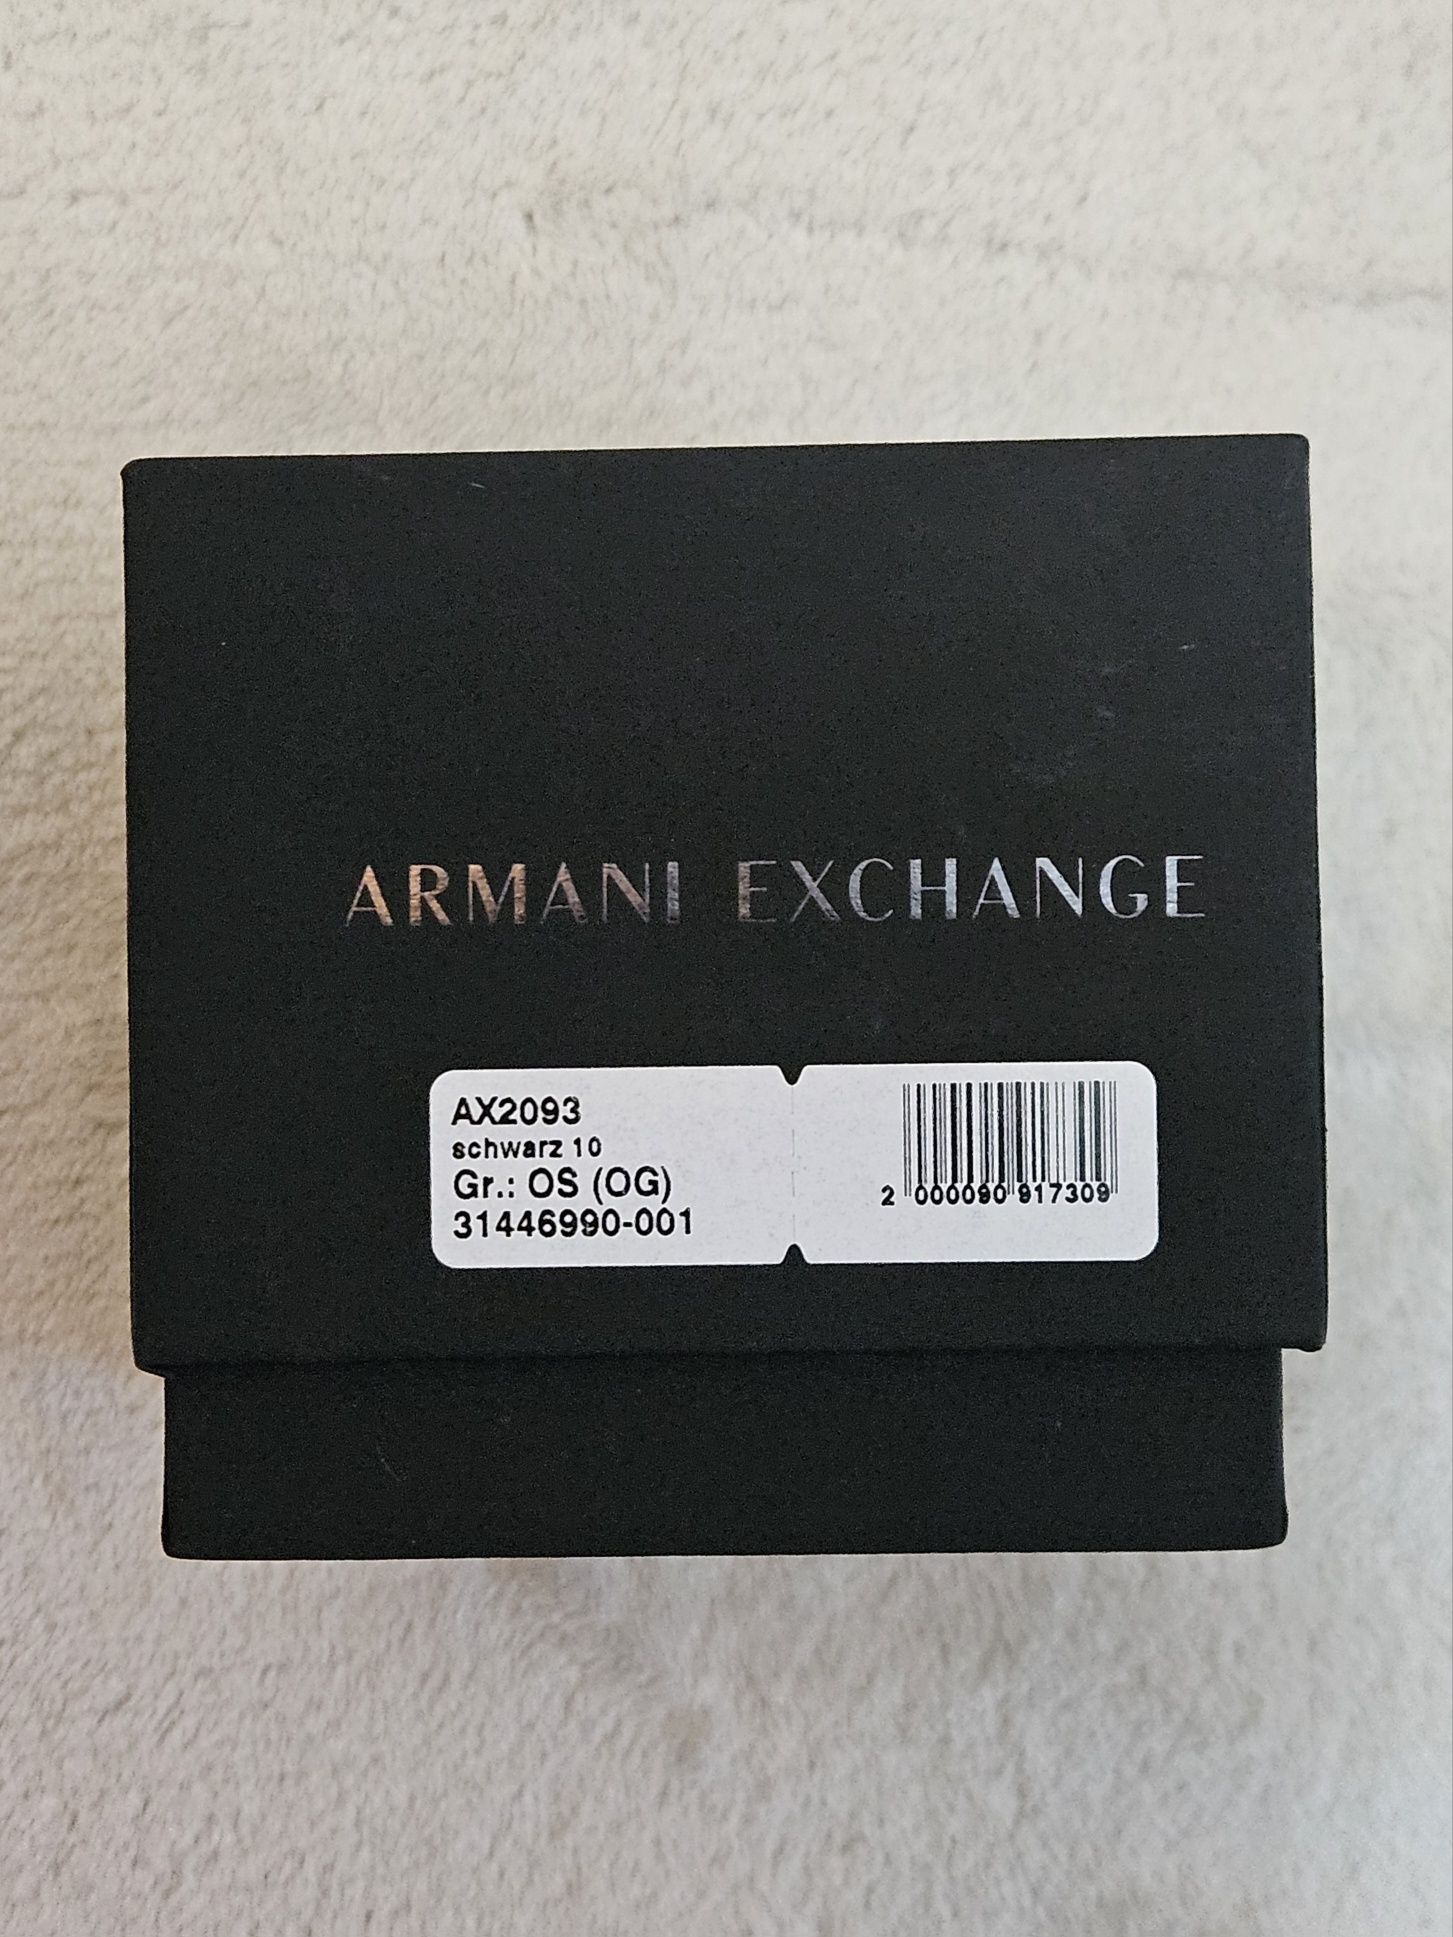 ARMANI EXCHANGE
AX2093
schwarz 10
Gr.: OS (OG)
31446990-001
2 000090 917309